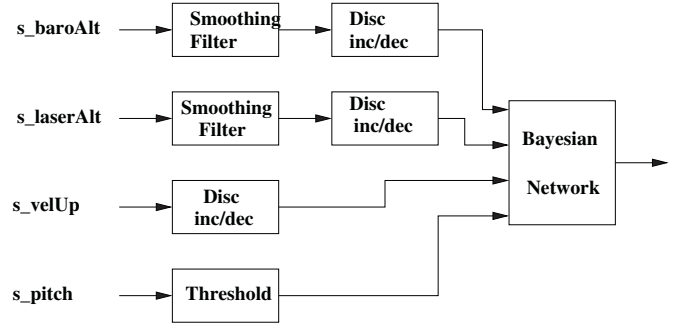 s_baroAlt
Smoothing
Filter
Disc
inc/dec
s_laserAlt
Smoothing
Filter
Disc
inc/dec
Bayesian
Network
s_velUp
Disc
inc/dec
s_pitch
Threshold